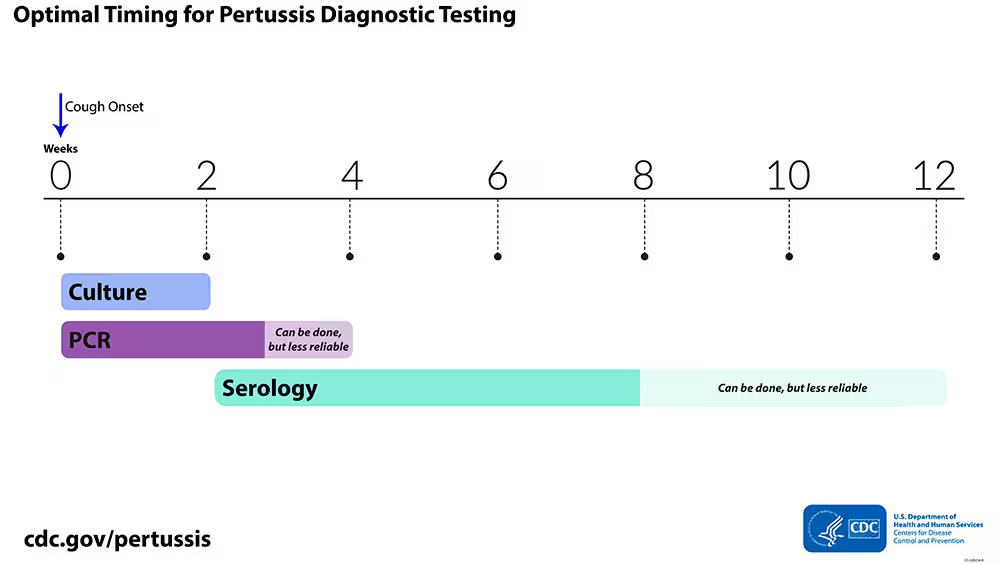 Optimal Timing for Pertussis Diagnostic Testing
Cough Onset
Weeks
0 2 4 6 8 10 12
Culture
PCR
Can be done,
but less reliable
Serology
Can be done, but less reliable
cdc.gov/pertussis
CDC
U.S. Department of
Health and Human Services
Centers for Disease
Control and Prevention